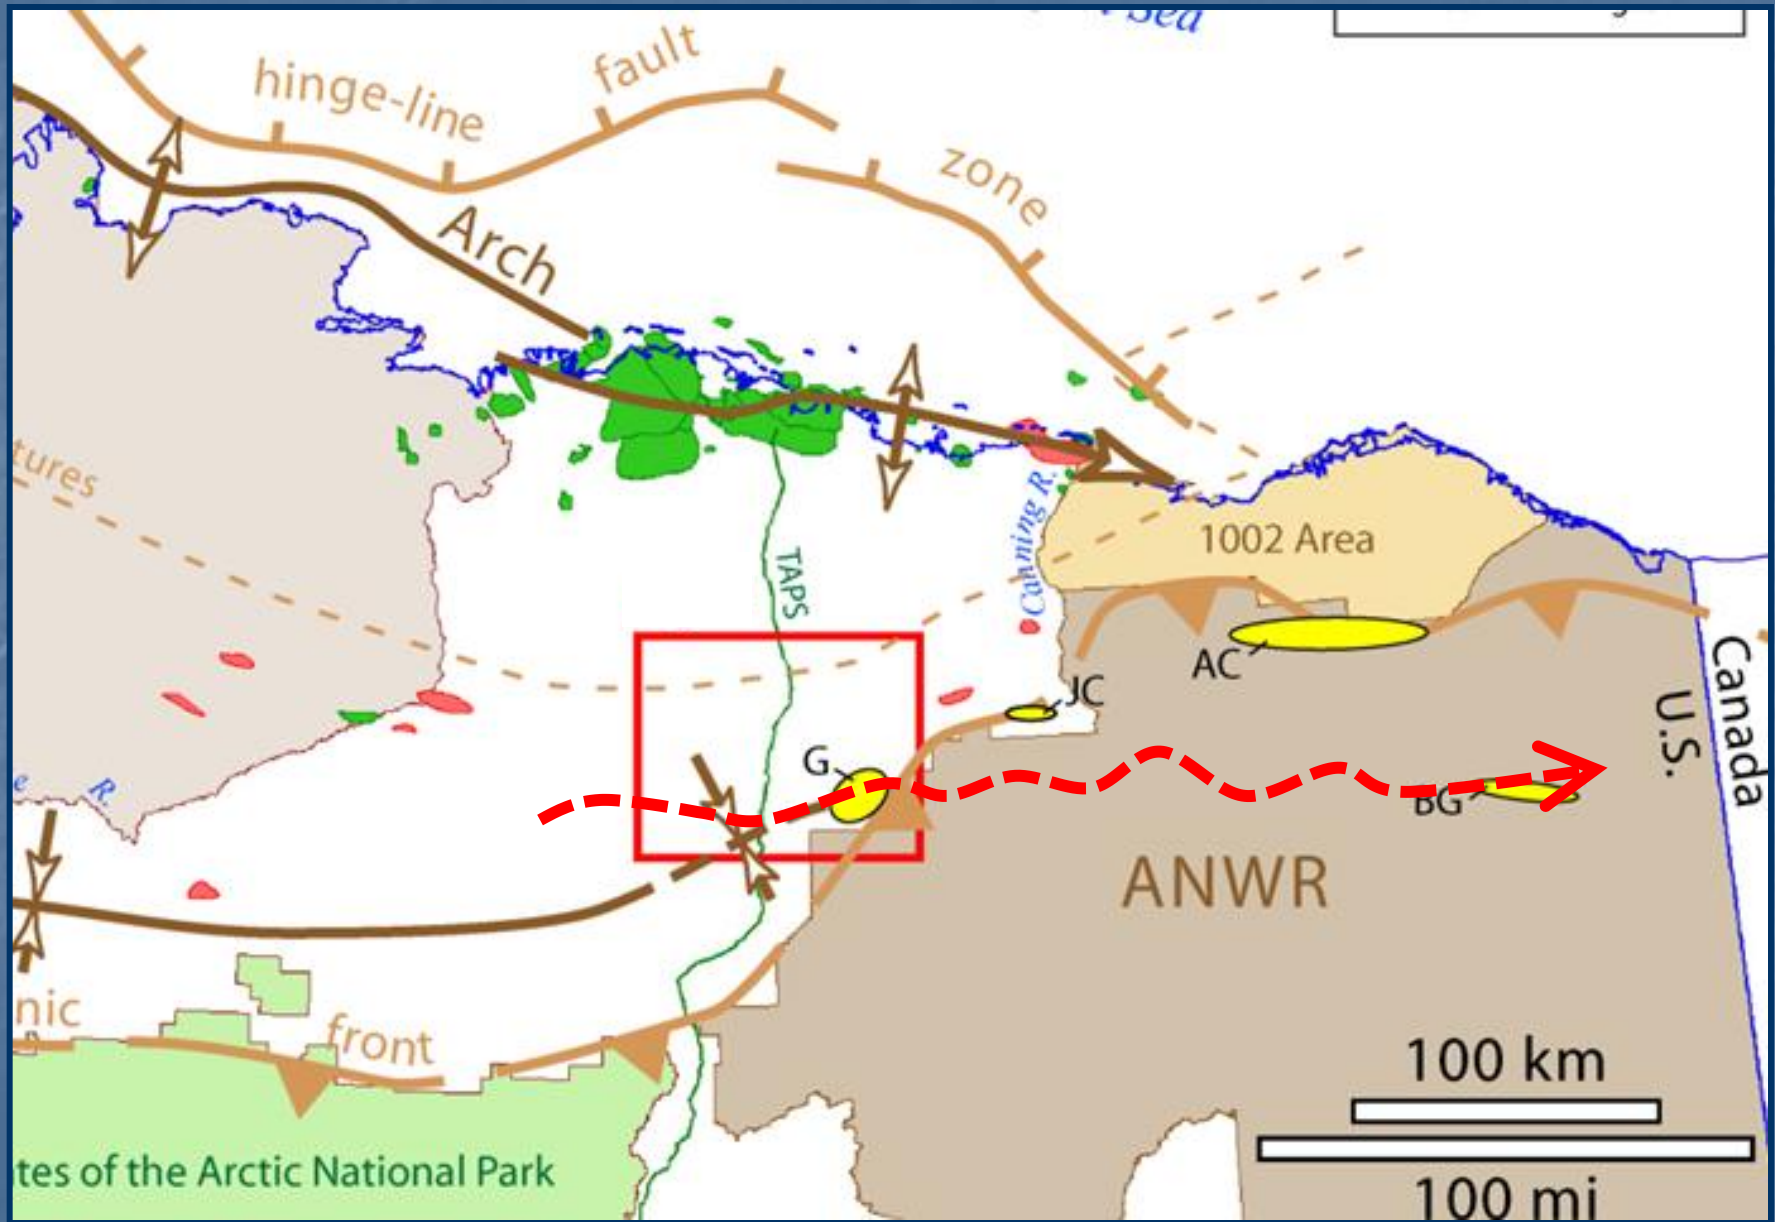 Sea
hinge-line
fault
zone
Arch
tures
Canning R.
1002 Area
TAPS
AC
JC
G
BG
Canada
U.S.
e R.
ANWR
nic
front
100 km
100 mi
tes of the Arctic National Park